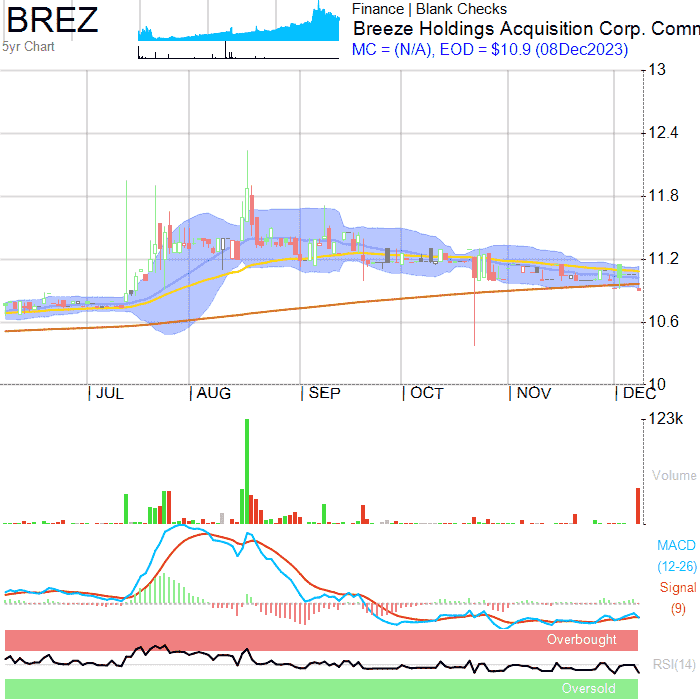 BREZ
5yr Chart
Finance | Blank Checks
Breeze Holdings Acquisition Corp. Comn
MC = (N/A), EOD = $10.9 (08Dec2023)
13
12.4
11.8
11.2
10.6
10
JUL AUG SEP OCT NOV DEC
123k
Volume
MACD
(12-26)
Signal
(9)
Overbought
RSI(14)
Oversold